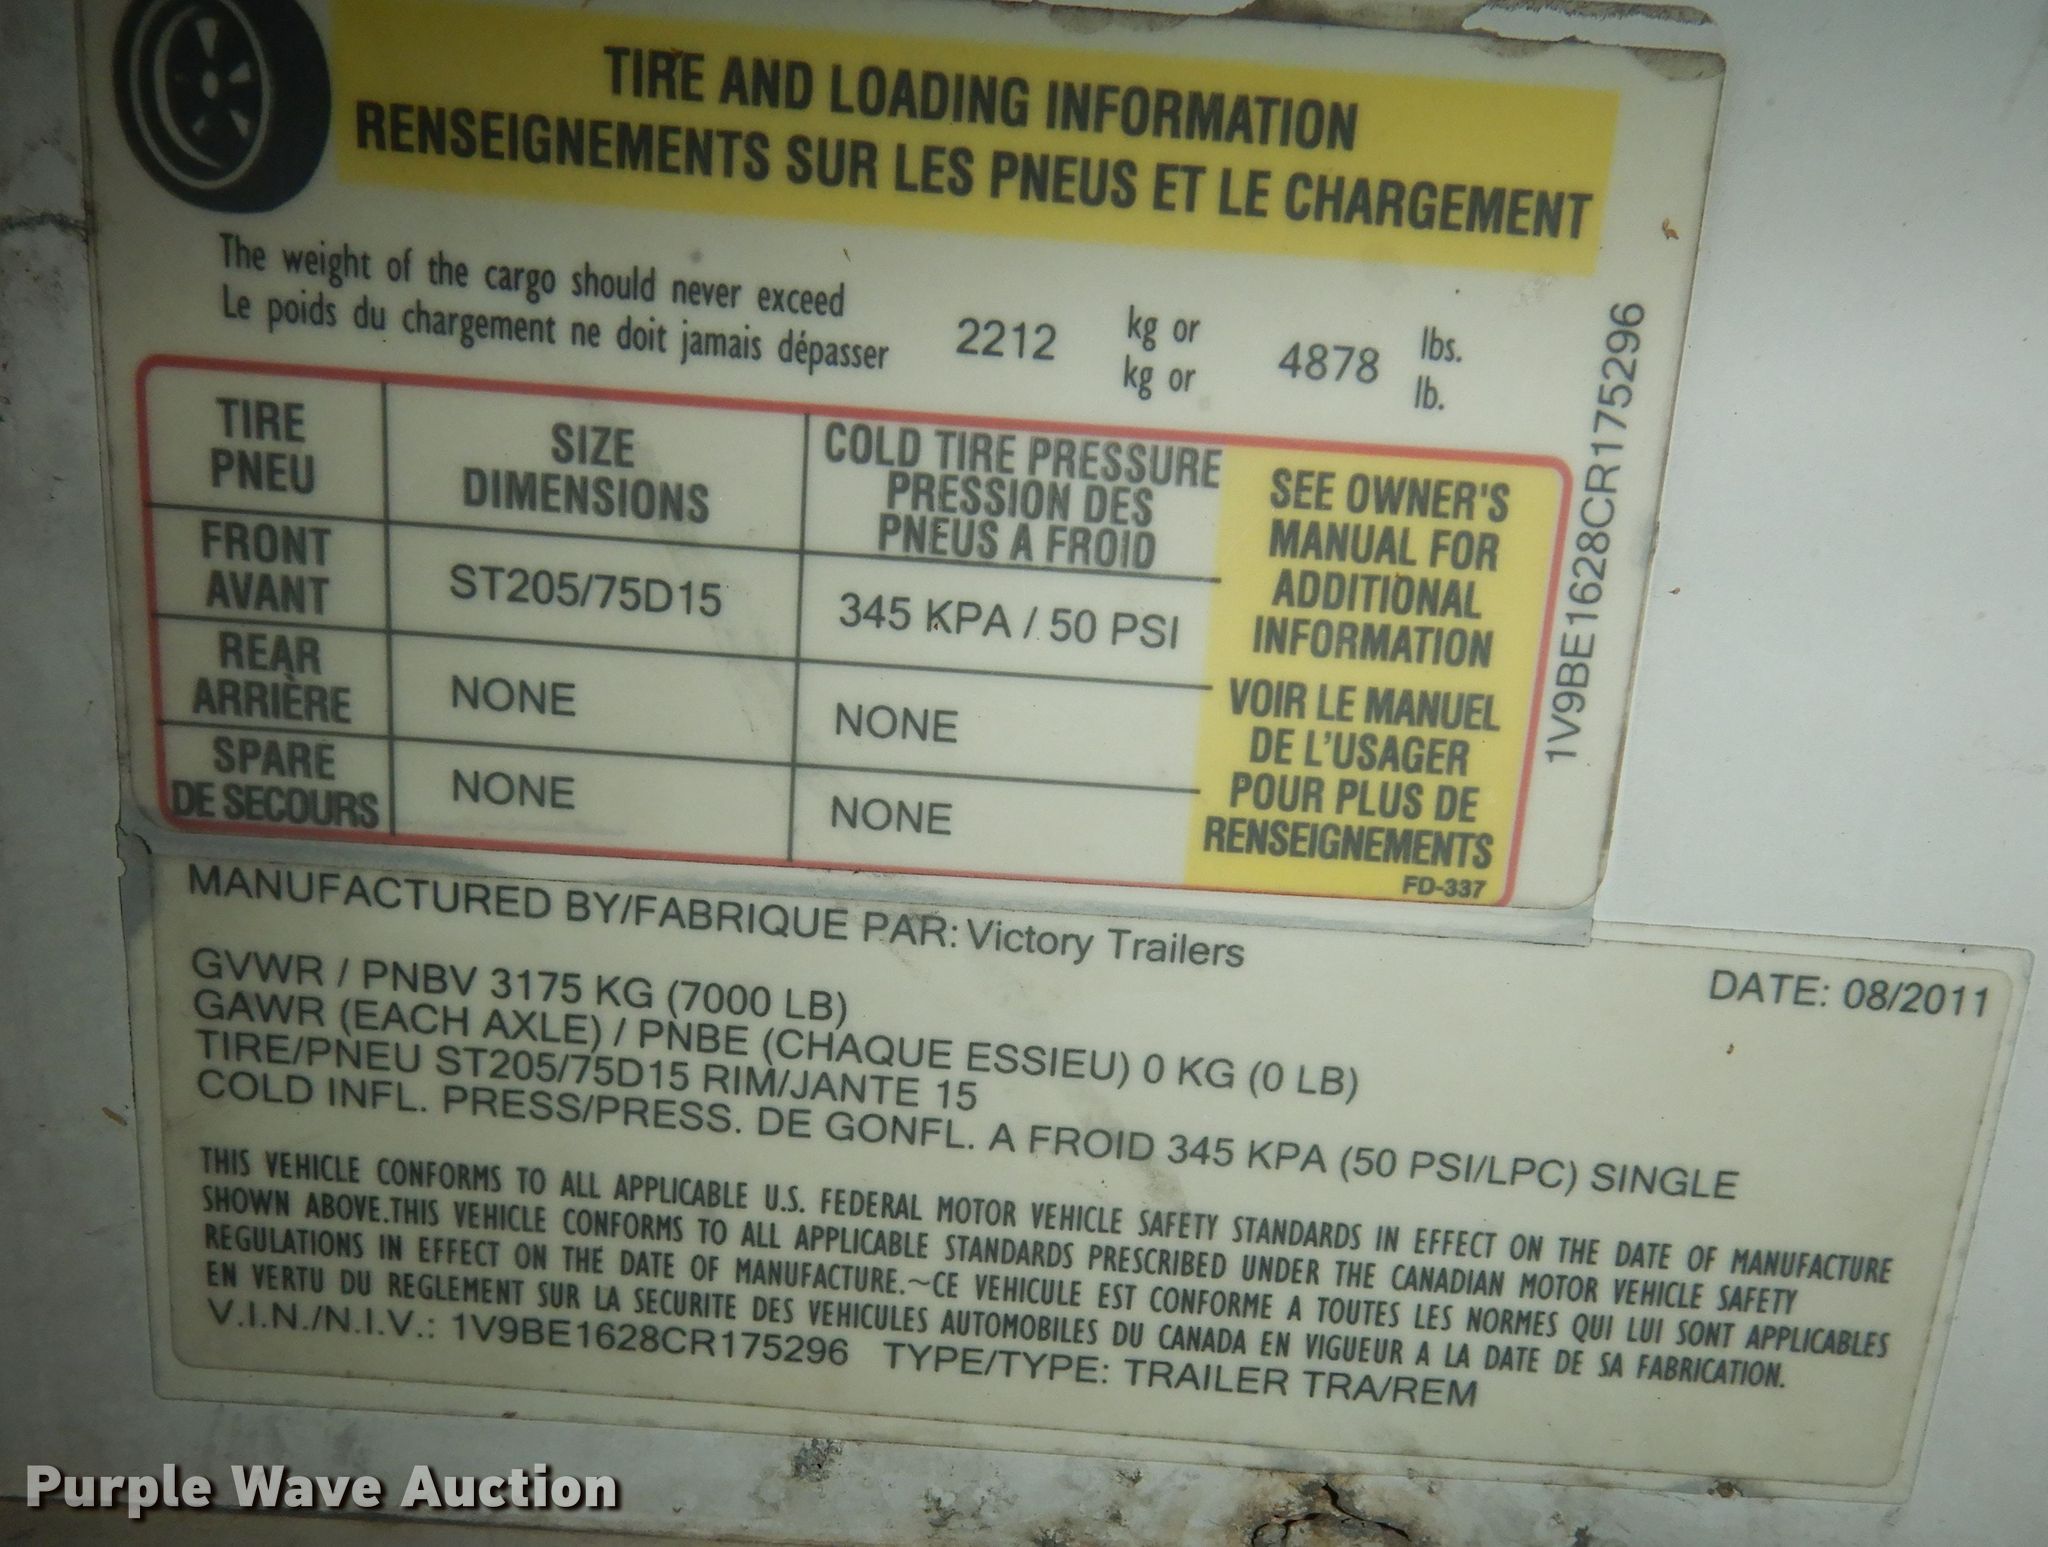 TIRE AND LOADING INFORMATION
RENSEIGNEMENTS SUR LES PNEUS ET LE CHARGEMENT
The weight of the cargo should never exceed
Le poids du chargement ne doit jamais dépasser
2212
kg or
kg or
4878
lbs.
lb.
TIRE
PNEU
SIZE
DIMENSIONS
COLD TIRE PRESSURE
PRESSION DES
PNEUS A FROID
FRONT
AVANT
ST205/75D15
345 KPA / 50 PSI
REAR
ARRIÈRE
NONE
NONE
SPARE
DE SECOURS
NONE
NONE
SEE OWNER'S
MANUAL FOR
ADDITIONAL
INFORMATION
VOIR LE MANUEL
DE L'USAGER
POUR PLUS DE
RENSEIGNEMENTS
FD-337
1V9BE1628CR175296
MANUFACTURED BY/FABRIQUE PAR: Victory Trailers
DATE: 08/2011
GVWR / PNBV 3175 KG (7000 LB)
GAWR (EACH AXLE) / PNBE (CHAQUE ESSIEU) 0 KG (0 LB)
TIRE/PNEU ST205/75D15 RIM/JANTE 15
COLD INFL. PRESS/PRESS. DE GONFL. A FROID 345 KPA (50 PSI/LPC) SINGLE
THIS VEHICLE CONFORMS TO ALL APPLICABLE U.S. FEDERAL MOTOR VEHICLE SAFETY STANDARDS IN EFFECT ON THE DATE OF MANUFACTURE
SHOWN ABOVE.THIS VEHICLE CONFORMS TO ALL APPLICABLE STANDARDS PRESCRIBED UNDER THE CANADIAN MOTOR VEHICLE SAFETY
REGULATIONS IN EFFECT ON THE DATE OF MANUFACTURE.~CE VEHICULE EST CONFORME A TOUTES LES NORMES QUI LUI SONT APPLICABLES
EN VERTU DU REGLEMENT SUR LA SECURITE DES VEHICULES AUTOMOBILES DU CANADA EN VIGUEUR A LA DATE DE SA FABRICATION.
V.I.N./N.I.V.: 1V9BE1628CR175296 TYPE/TYPE: TRAILER TRA/REM
Purple Wave Auction